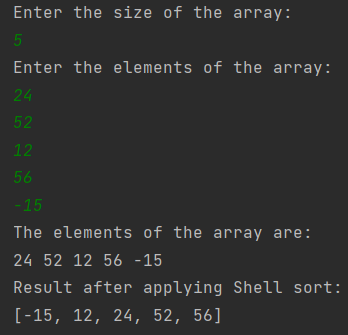 Enter the size of the array:
5
Enter the elements of the array:
24
52
12
56
-15
The elements of the array are:
24 52 12 56 -15
Result after applying Shell sort:
[-15, 12, 24, 52, 56]